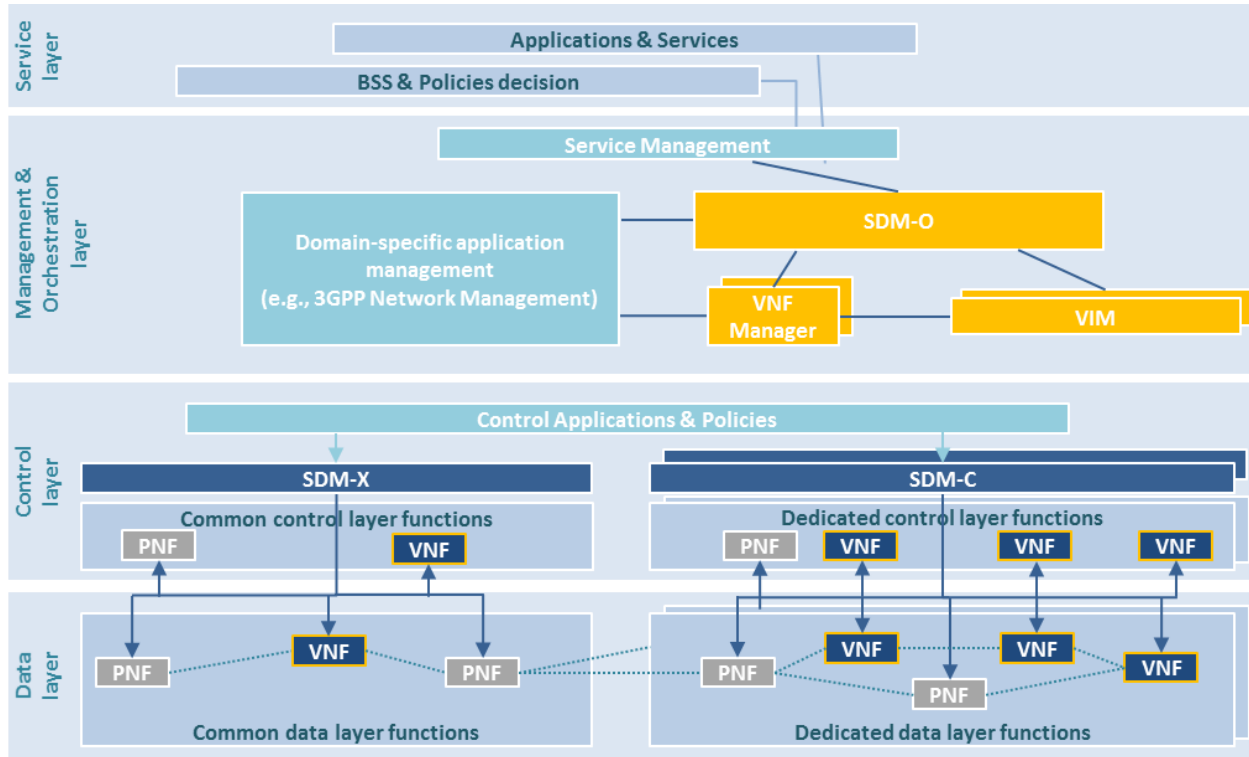 Service
layer
Applications & Services
BSS & Policies decision
Management &
Orchestration
layer
Service Management
Domain-specific application
management
(e.g., 3GPP Network Management)
SDM-O
VNF
Manager
VIM
Control
layer
Control Applications & Policies
SDM-X
SDM-C
Common control layer functions
PNF
VNF
Dedicated control layer functions
PNF
VNF
VNF
VNF
Data
layer
PNF
VNF
PNF
Common data layer functions
PNF
VNF
VNF
VNF
PNF
Dedicated data layer functions